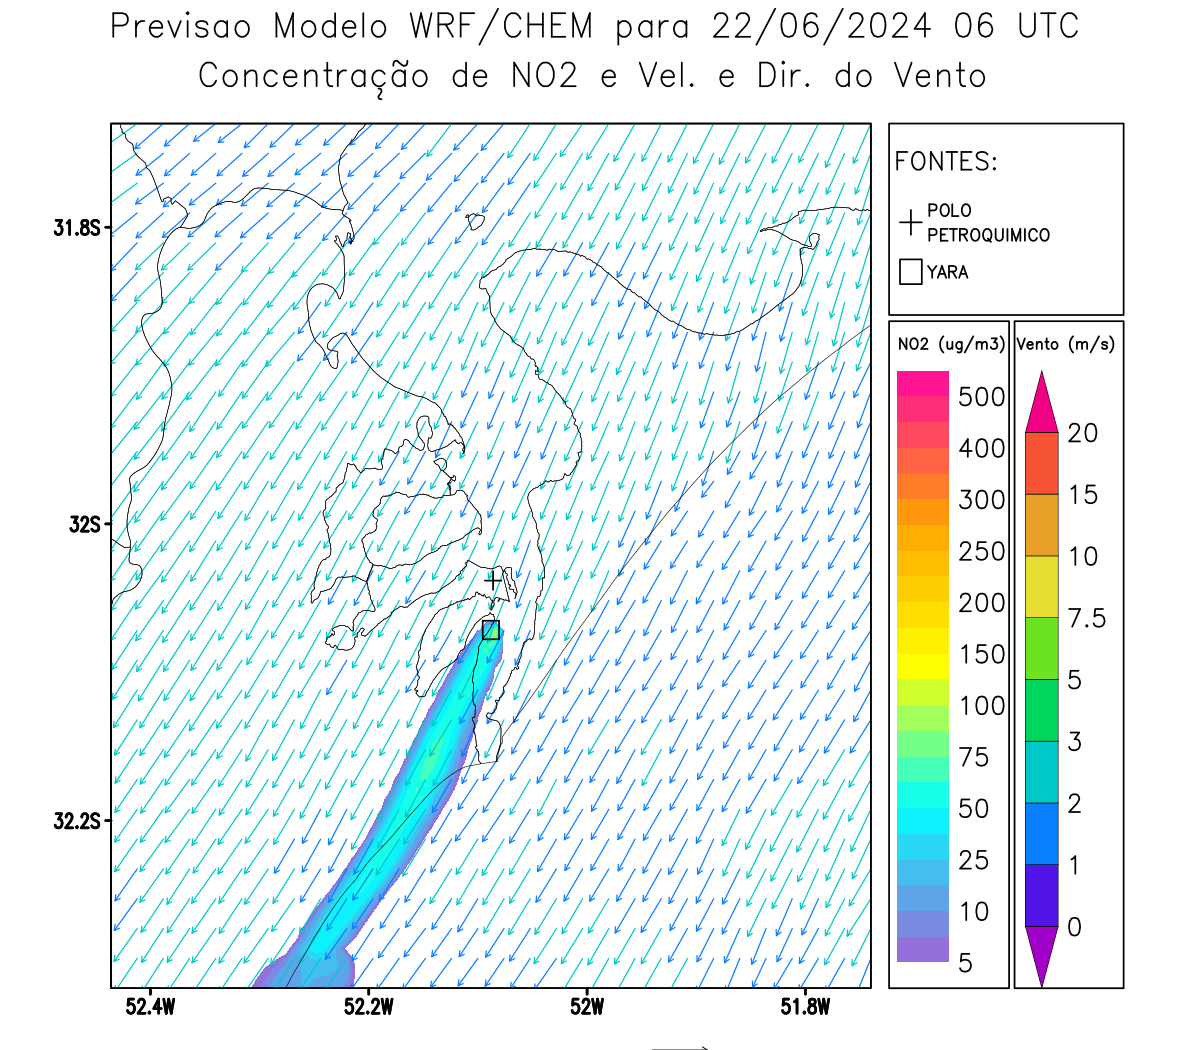 Previsao Modelo WRF/CHEM para 22/06/2024 06 UTC
Concentração de NO2 e Vel. e Dir. do Vento
FONTES:
POLO
PETROQUIMICO
YARA
NO2 (ug/m3)
500
400
300
250
200
150
100
75
50
25
10
5
Vento (m/s)
20
15
10
7.5
5
3
2
1
0
31.8S
32S
32.2S
52.4W
52.2W
52W
51.8W